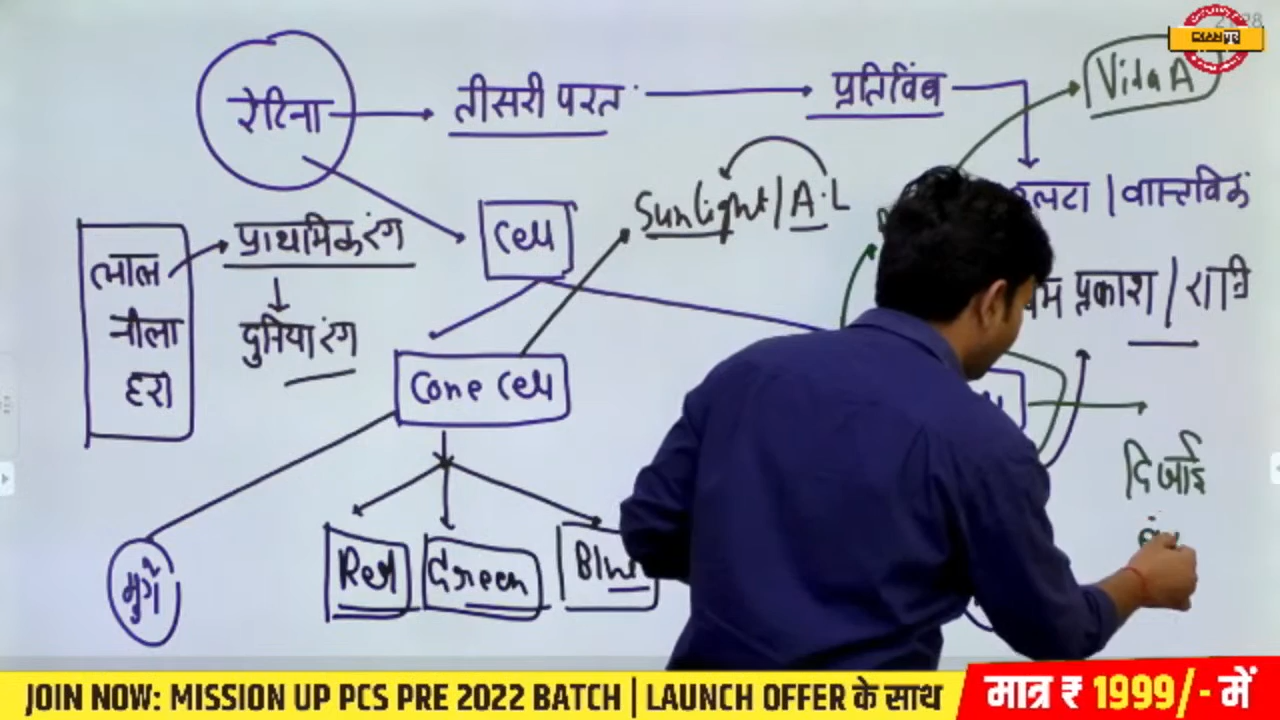 रेटिना
तीसरी परत
प्रतिविंब
Vita A
उलटा / वास्तविक
Sunlight / A.L
Cell
लाल
नीला
हरा
प्राथमिक रंग
दुनिया रंग
कम प्रकाश / रात्रि
Cone Cell
Red
Green
Blue
मुर्गे
दिखाई
JOIN NOW: MISSION UP PCS PRE 2022 BATCH | LAUNCH OFFER के साथ
मात्र ₹ 1999/- में